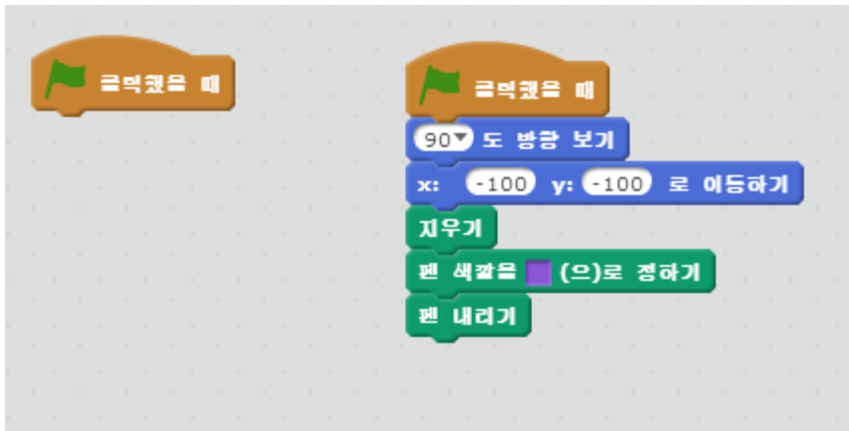 클릭했을 때
클릭했을 때
90 도 방향 보기
x: -100 y: -100 로 이동하기
지우기
펜 색깔을 (으)로 정하기
펜 내리기